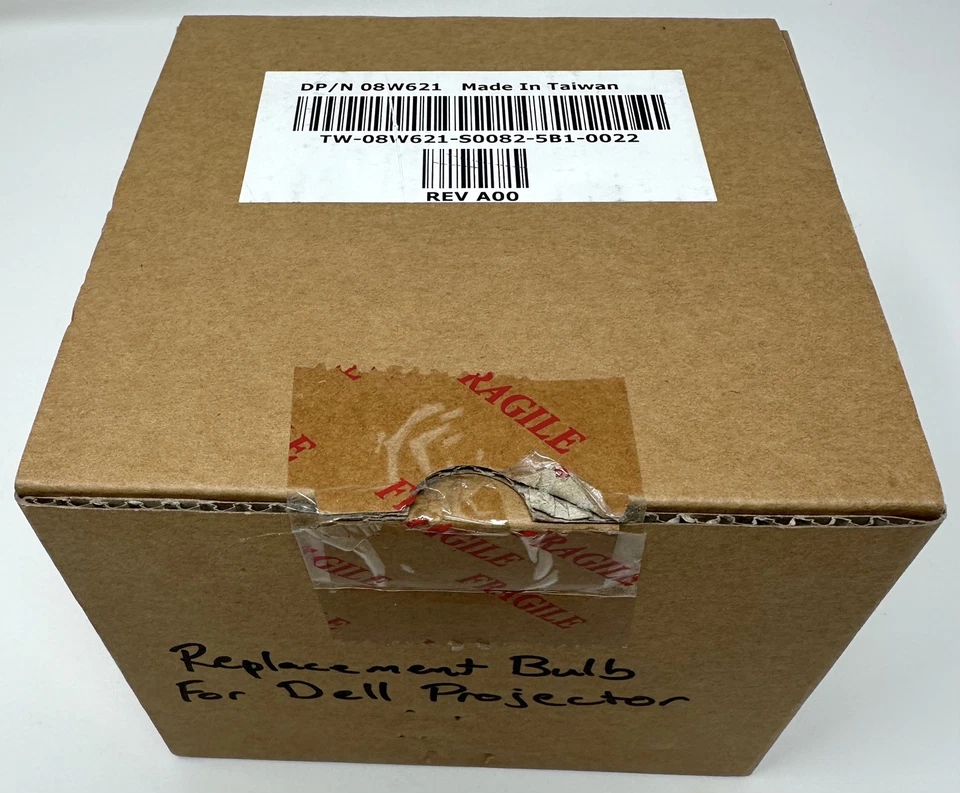 DP/N 08W621 Made In Taiwan
TW-08W621-S0082-5B1-0022
REV A00
FRAGILE
FRAGILE
FRAGILE
FRAGILE
Replacement Bulb
For Dell Projector